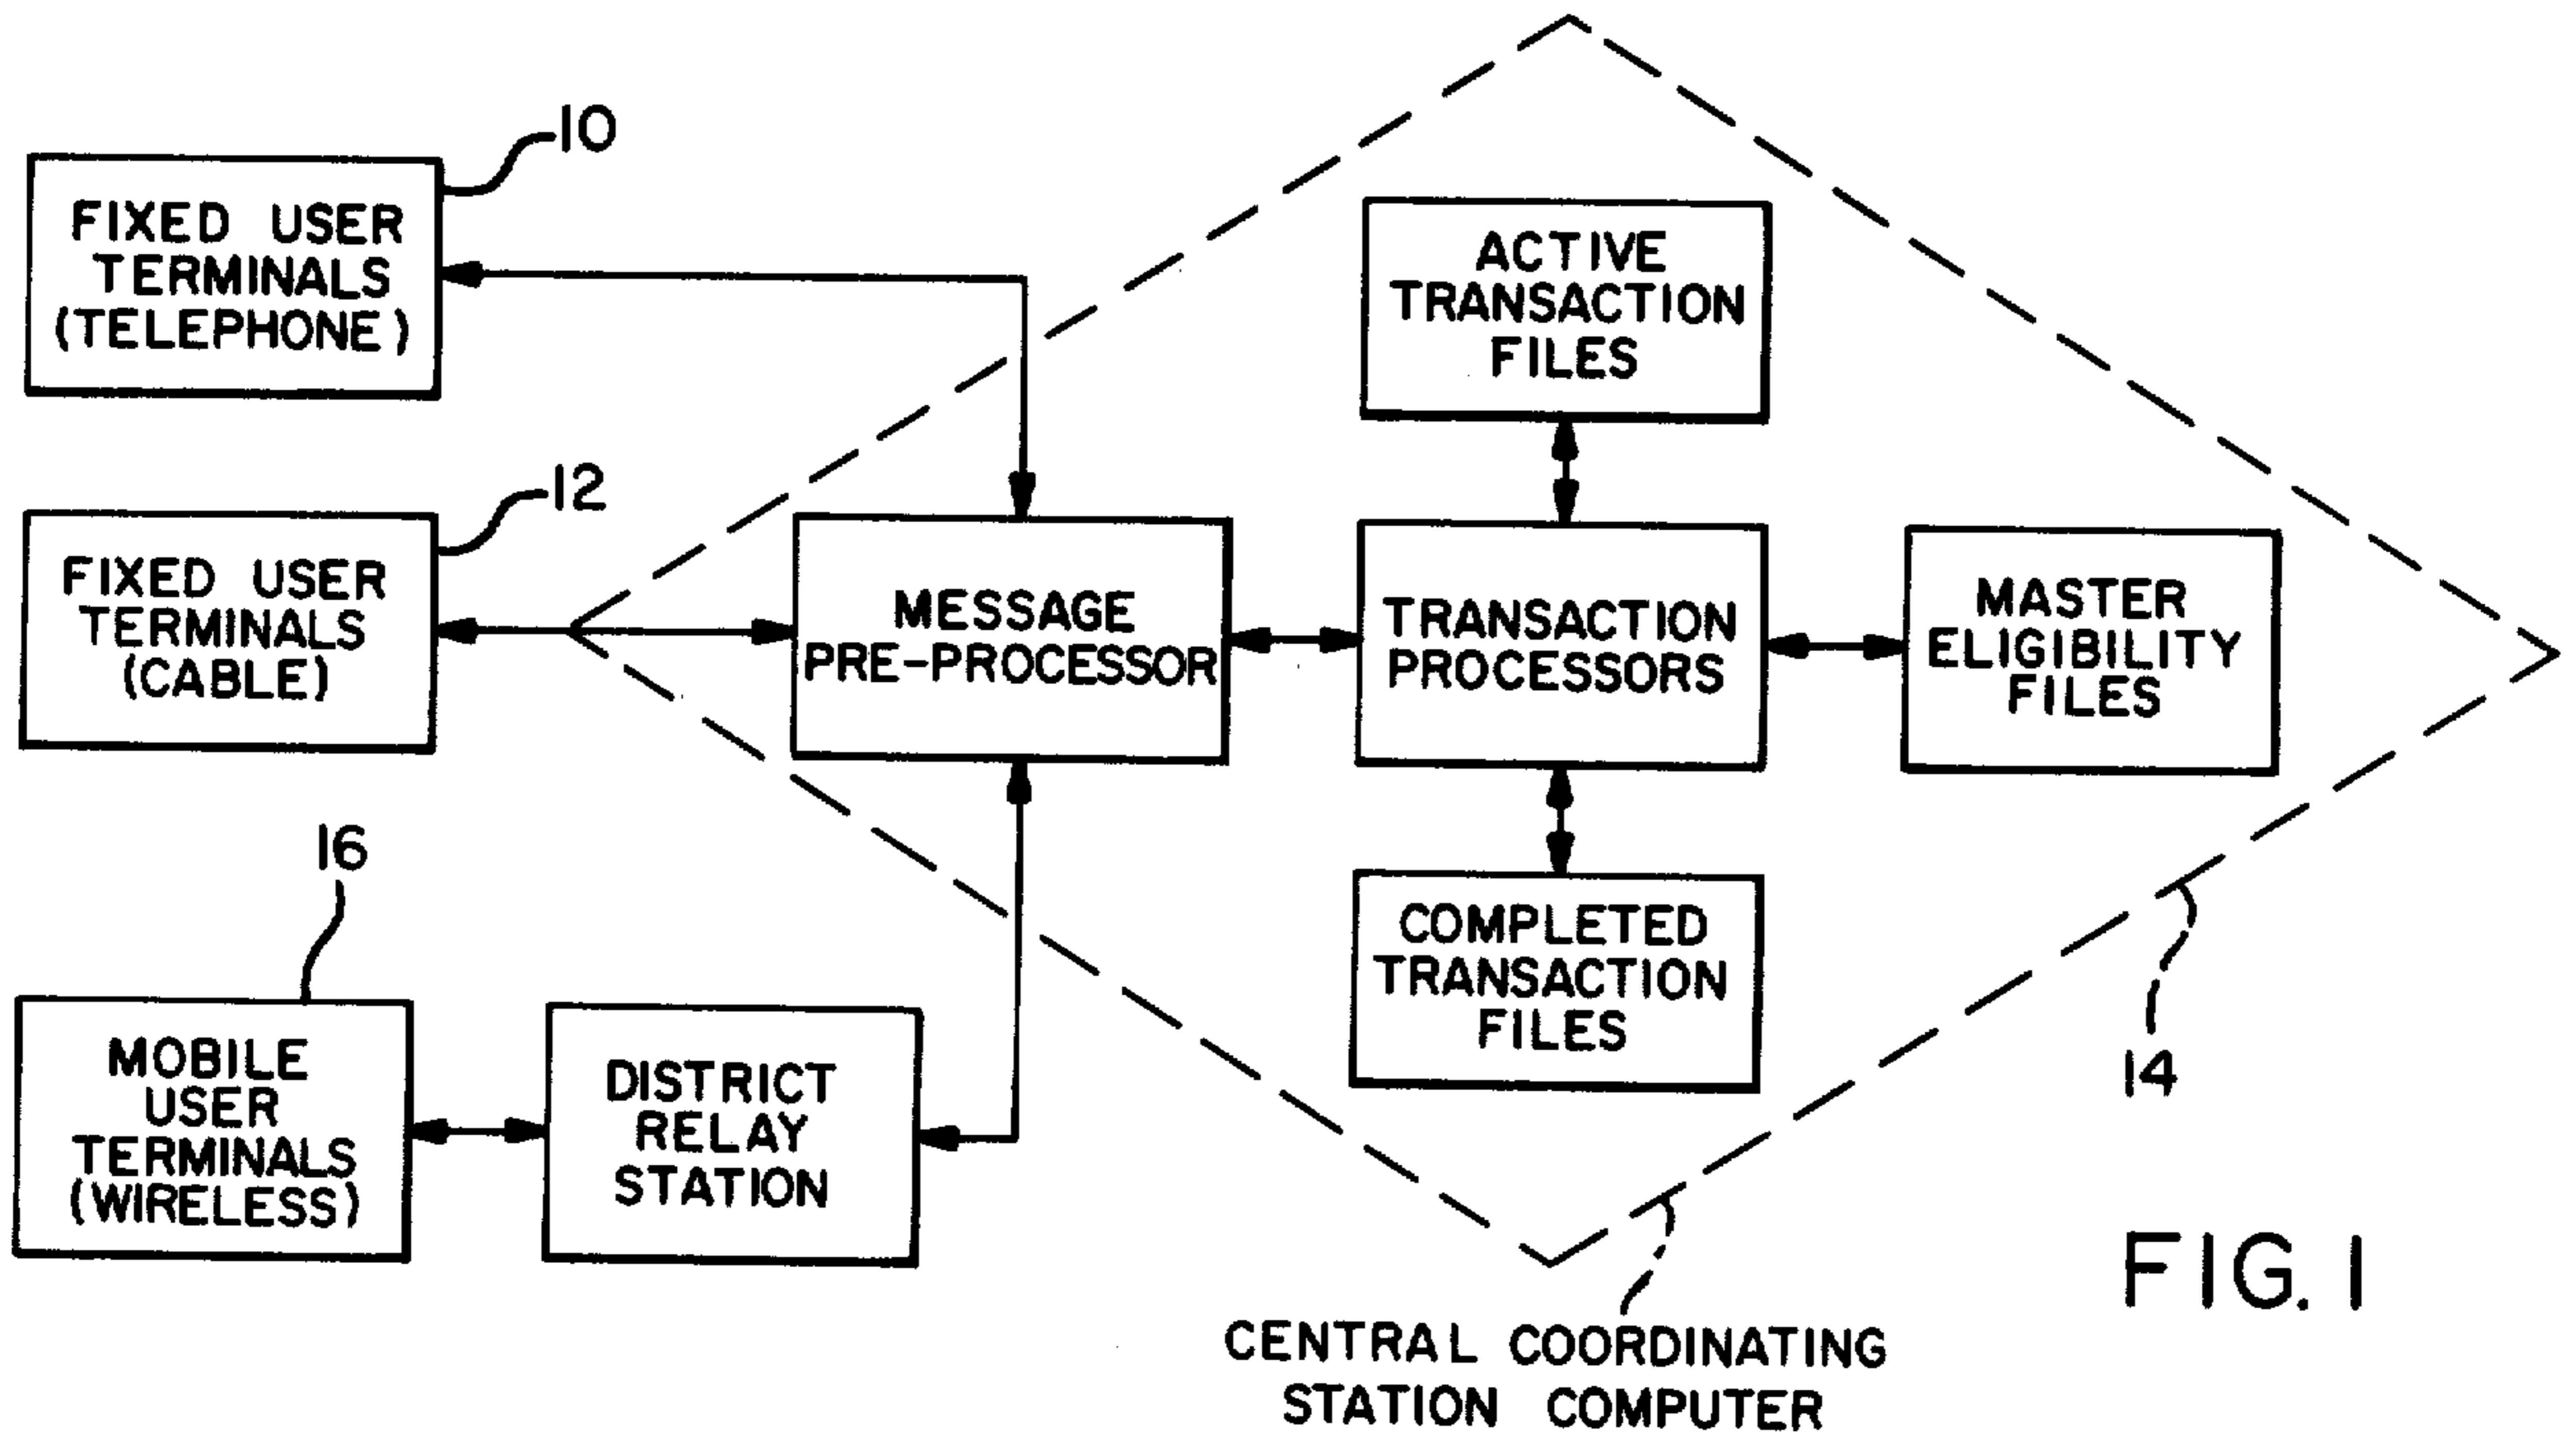 10
FIXED USER
TERMINALS
(TELEPHONE)
12
FIXED USER
TERMINALS
(CABLE)
16
MOBILE
USER
TERMINALS
(WIRELESS)
DISTRICT
RELAY
STATION
MESSAGE
PRE-PROCESSOR
ACTIVE
TRANSACTION
FILES
TRANSACTION
PROCESSORS
COMPLETED
TRANSACTION
FILES
MASTER
ELIGIBILITY
FILES
14
CENTRAL COORDINATING
STATION COMPUTER
FIG. 1